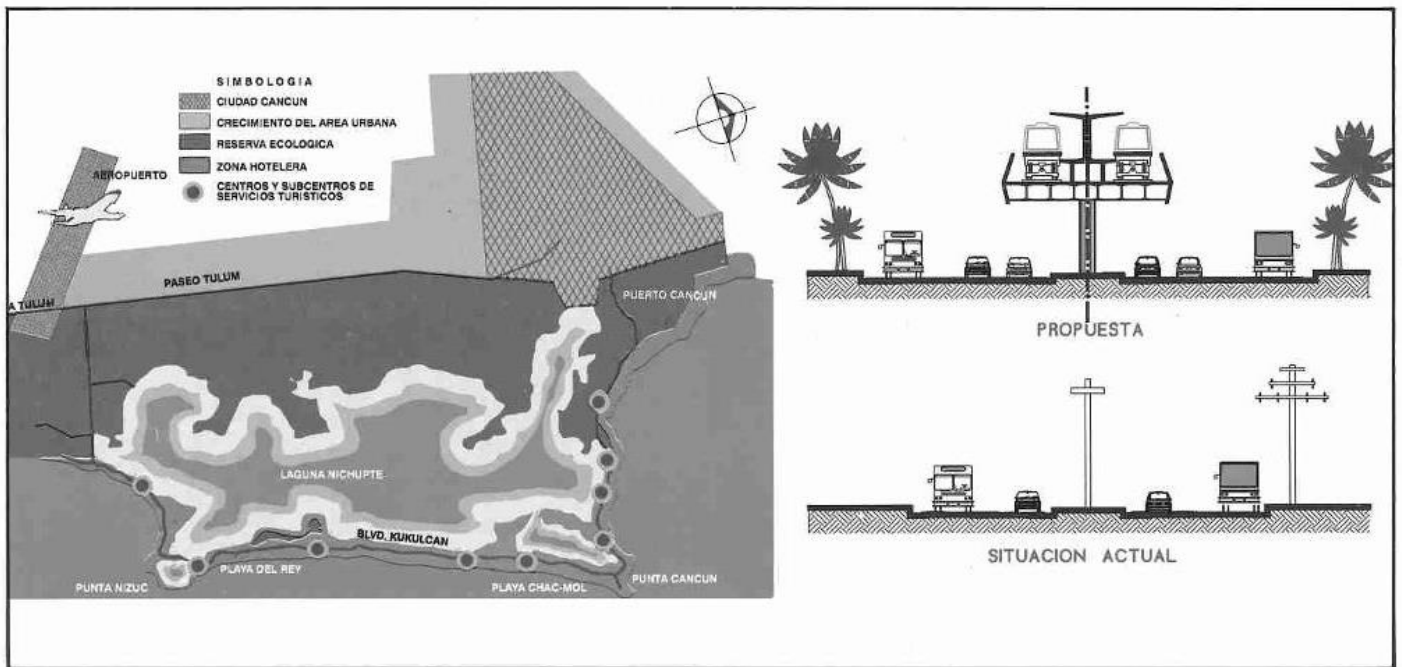 SIMBOLOGIA
CIUDAD CANCUN
CRECIMIENTO DEL AREA URBANA
RESERVA ECOLOGICA
ZONA HOTELERA
CENTROS Y SUBCENTROS DE
SERVICIOS TURISTICOS
AEROPUERTO
PASEO TULUM
A TULUM
PUERTO CANCUN
LAGUNA NICHUPTE
BLVD. KUKULCAN
PLAYA DEL REY
PUNTA NIZUC
PLAYA CHAC-MOL
PUNTA CANCUN
PROPUESTA
SITUACION ACTUAL